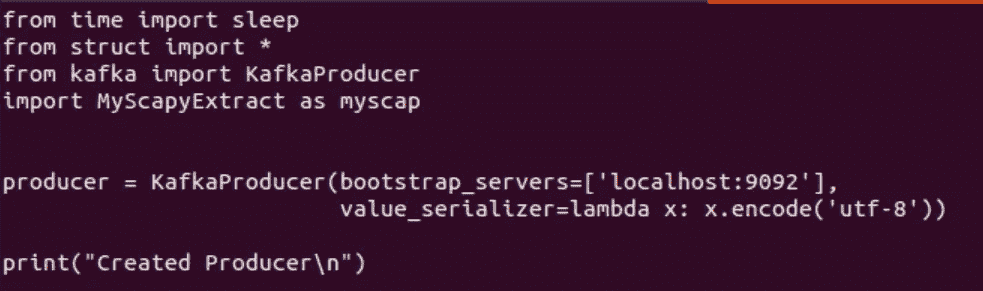 from time import sleep
from struct import *
from kafka import KafkaProducer
import MyScapyExtract as myscap
producer = KafkaProducer(bootstrap_servers=['localhost:9092'],
value_serializer=lambda x: x.encode('utf-8'))
print("Created Producer\n")